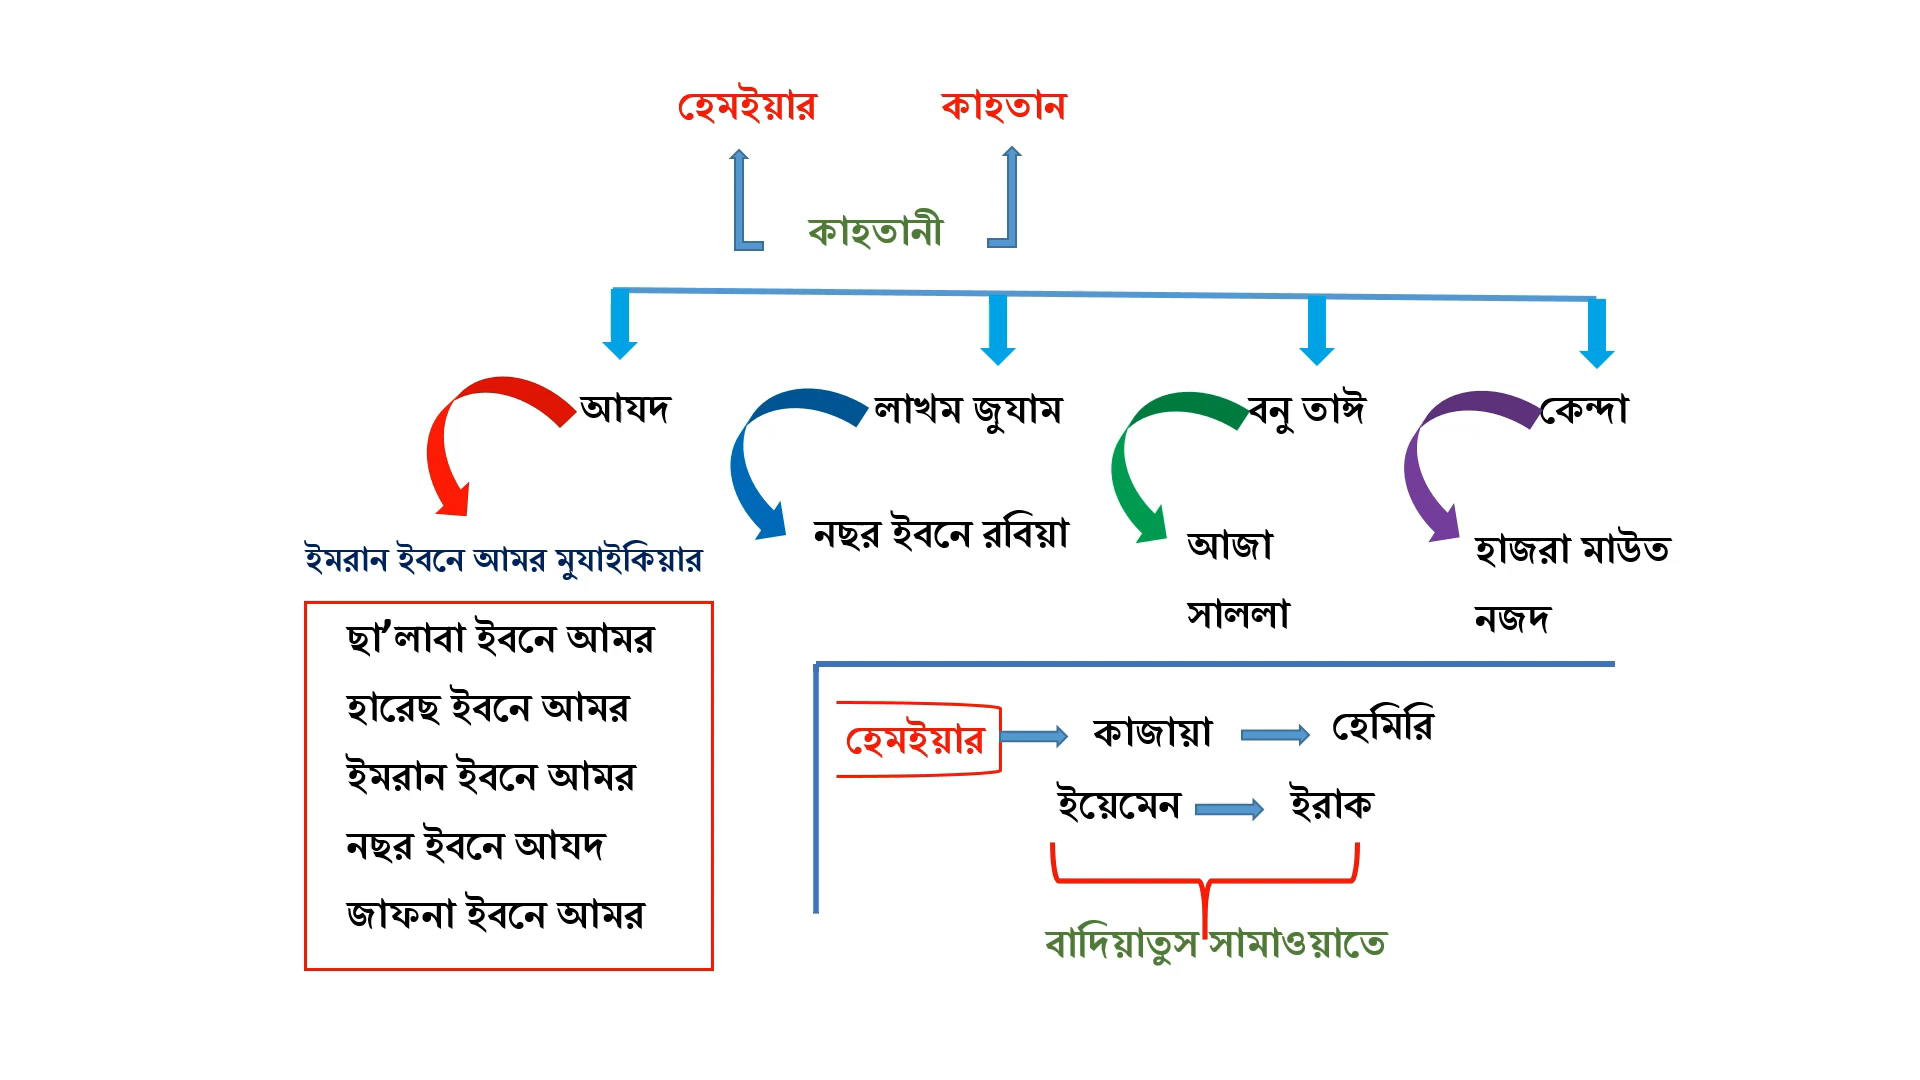 হেমইয়ার কাহতান
কাহতানী
আযদ লাখম জুযাম বনু তাঈ কেন্দা
ইমরান ইবনে আমর মুযাইকিয়ার
ছা’লাবা ইবনে আমর
হারেছ ইবনে আমর
ইমরান ইবনে আমর
নছর ইবনে আযদ
জাফনা ইবনে আমর
নছর ইবনে রবিয়া
আজা
সাললা
হাজরা মাউত
নজদ
হেমইয়ার কাজায়া হেমিরি
ইয়েমেন ইরাক
বাদিয়াতুস সামাওয়াতে